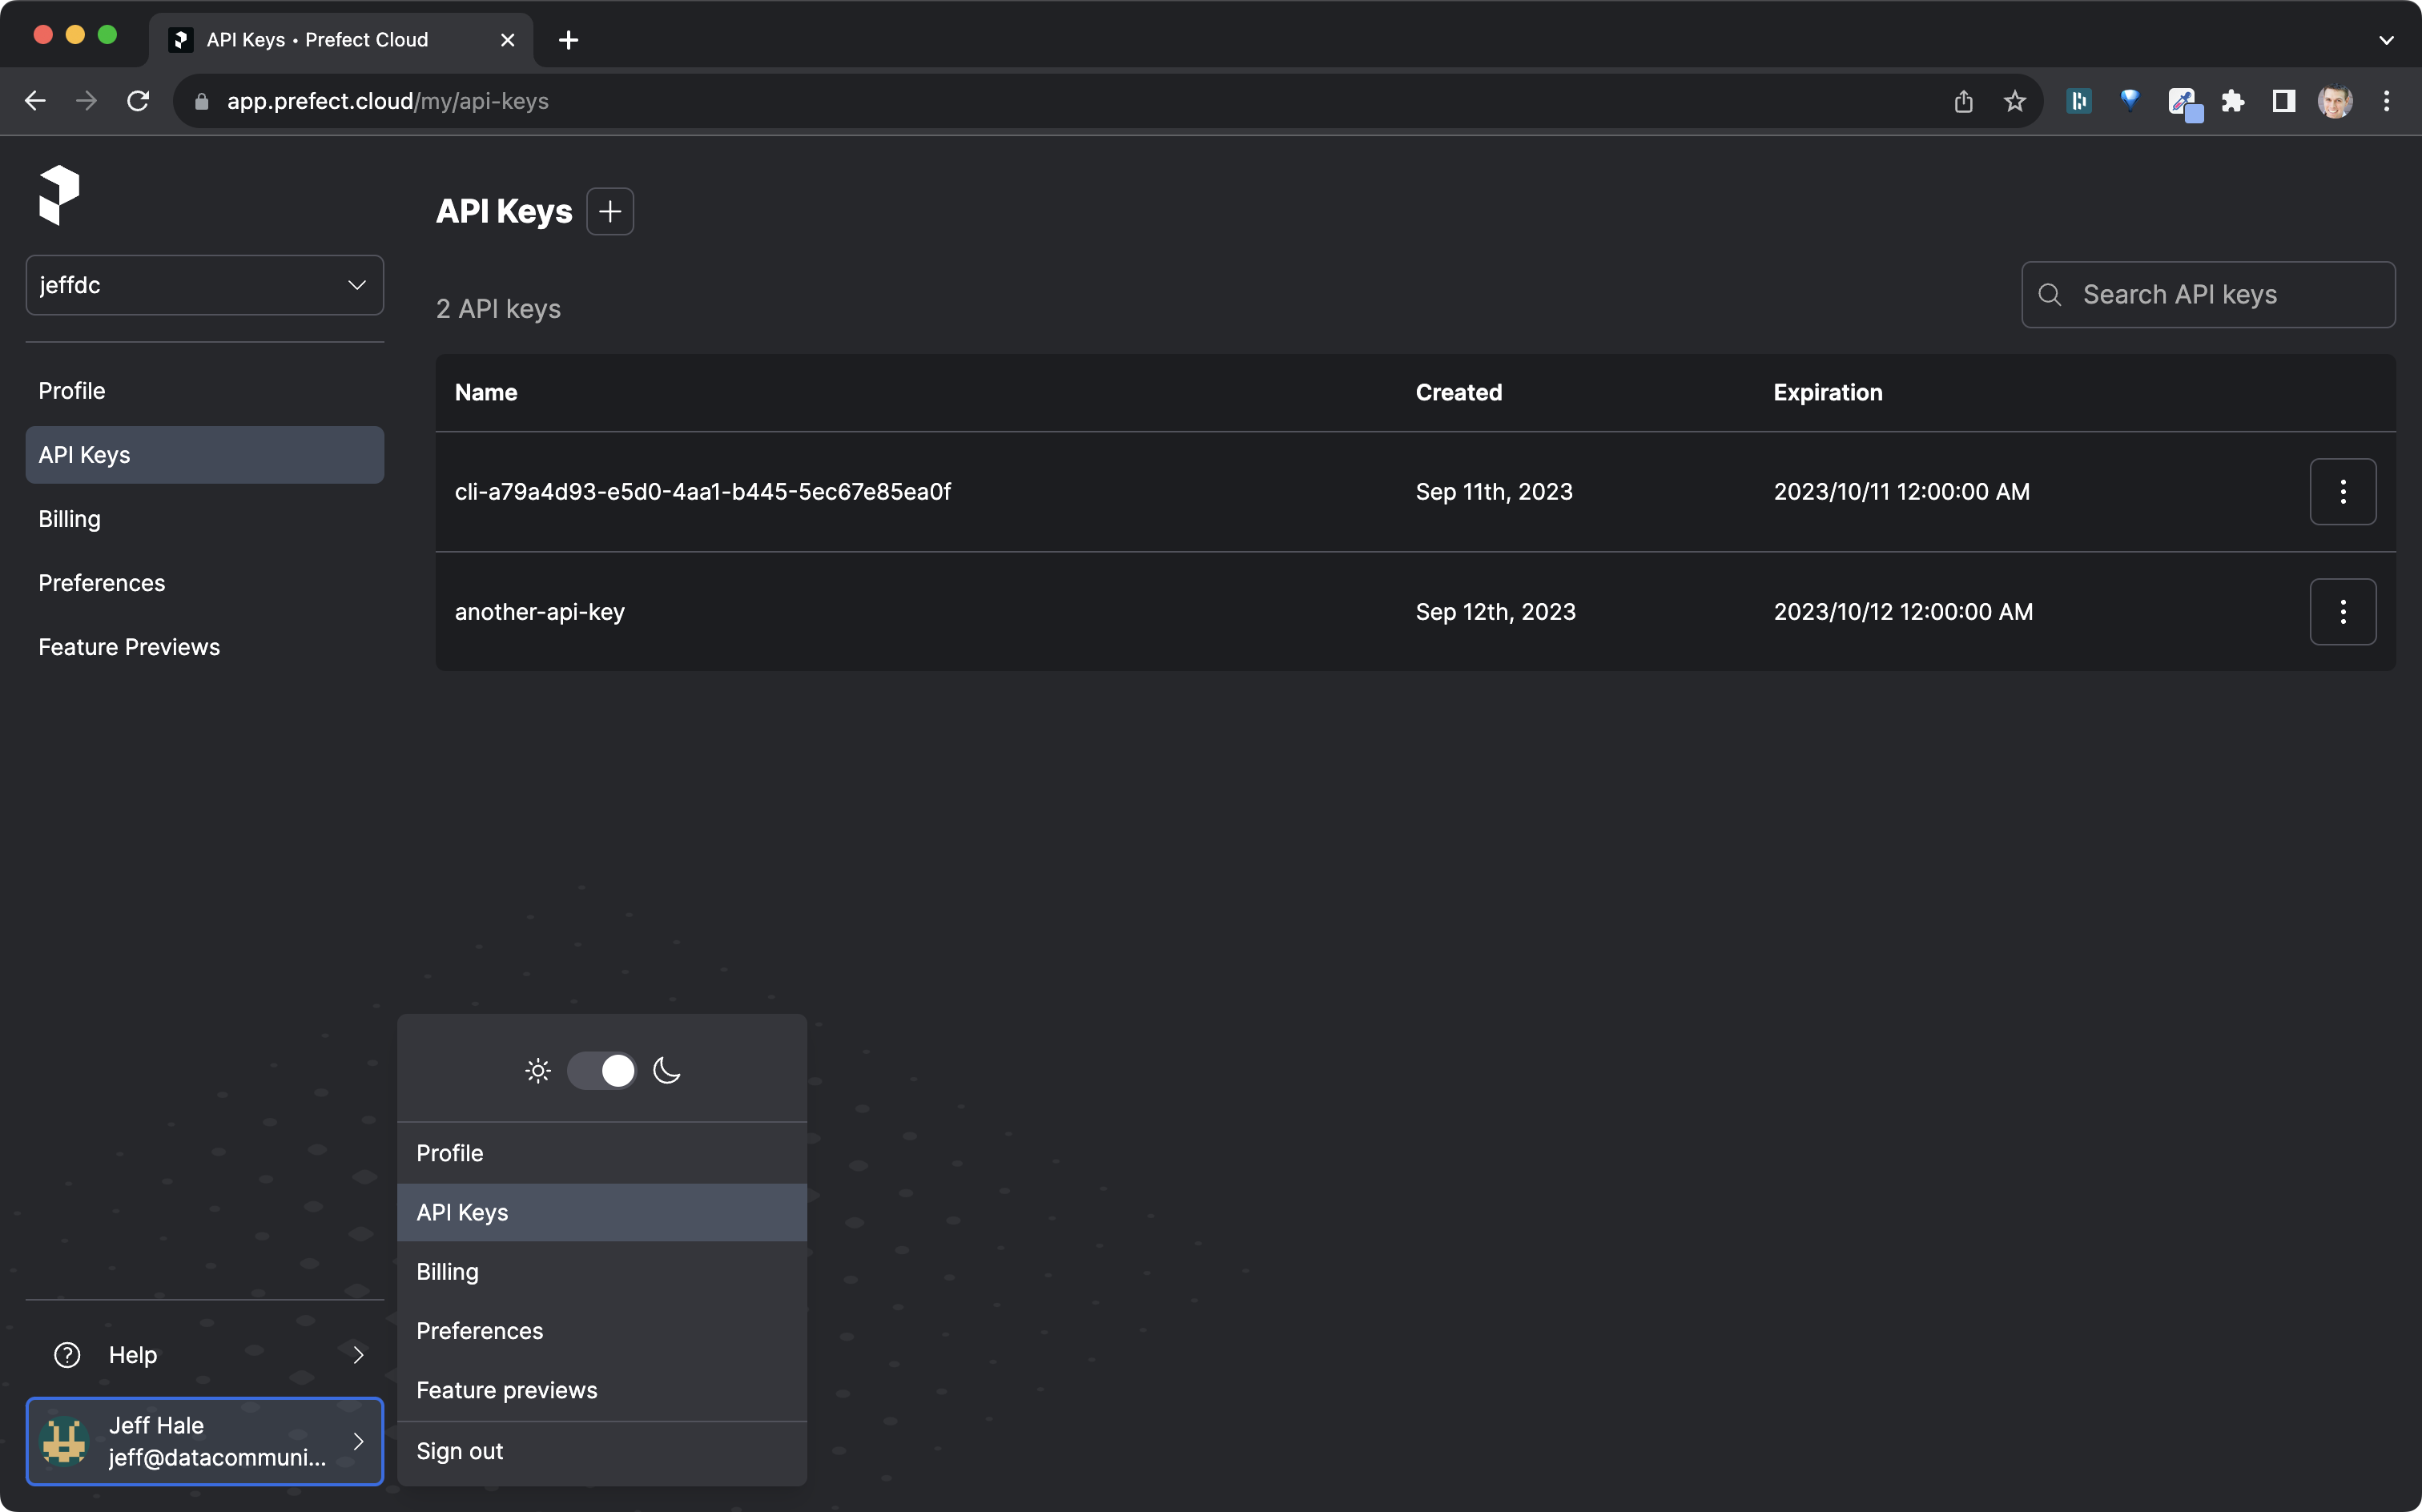 API Keys • Prefect Cloud
app.prefect.cloud/my/api-keys
jeffdc
Profile
API Keys
Billing
Preferences
Feature Previews
API Keys
2 API keys
Search API keys
Name Created Expiration
cli-a79a4d93-e5d0-4aa1-b445-5ec67e85ea0f Sep 11th, 2023 2023/10/11 12:00:00 AM
another-api-key Sep 12th, 2023 2023/10/12 12:00:00 AM
Profile
API Keys
Billing
Preferences
Feature previews
Sign out
Help
Jeff Hale
jeff@datacommuni...